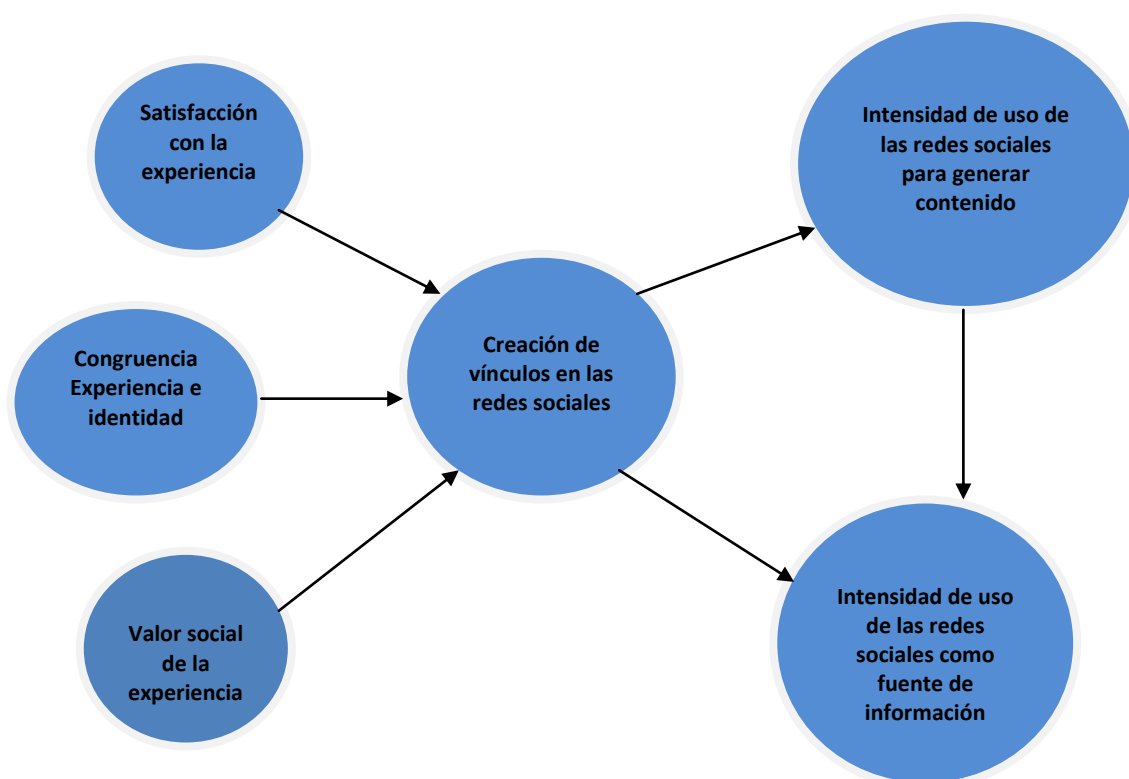 Satisfacción
con la
experiencia
Congruencia
Experiencia e
identidad
Valor social
de la
experiencia
Creación de
vínculos en las
redes sociales
Intensidad de uso de
las redes sociales
para generar
contenido
Intensidad de uso
de las redes
sociales como
fuente de
información